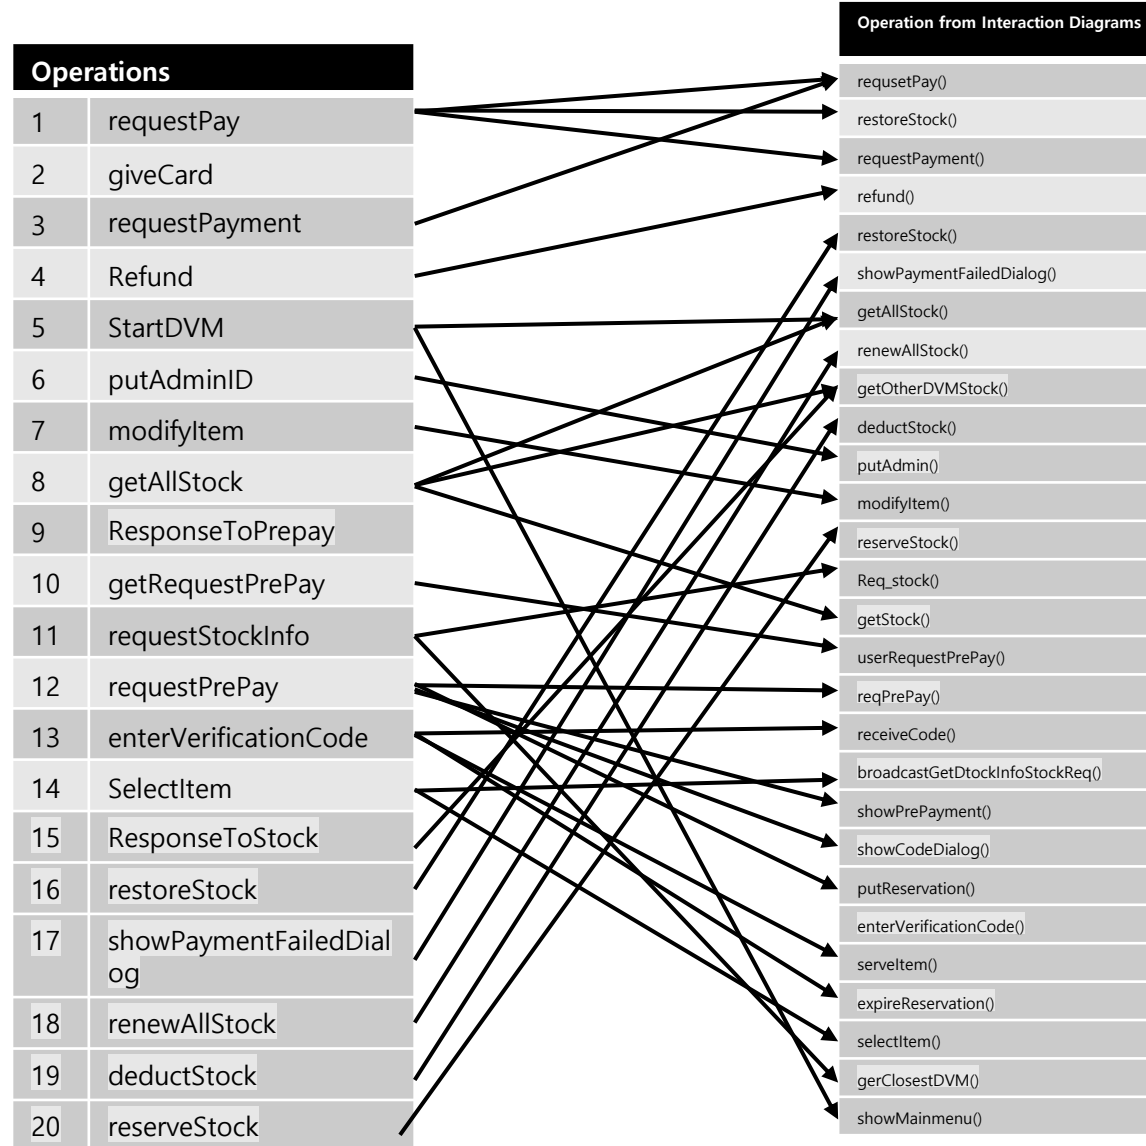 Operations
1 requestPay
2 giveCard
3 requestPayment
4 Refund
5 StartDVM
6 putAdminID
7 modifyItem
8 getAllStock
9 ResponseToPrepay
10 getRequestPrePay
11 requestStockInfo
12 requestPrePay
13 enterVerificationCode
14 SelectItem
15 ResponseToStock
16 restoreStock
17 showPaymentFailedDial
og
18 renewAllStock
19 deductStock
20 reserveStock
Operation from Interaction Diagrams
requsetPay()
restoreStock()
requestPayment()
refund()
restoreStock()
showPaymentFailedDialog()
getAllStock()
renewAllStock()
getOtherDVMStock()
deductStock()
putAdmin()
modifyItem()
reserveStock()
Req_stock()
getStock()
userRequestPrePay()
reqPrePay()
receiveCode()
broadcastGetDtockInfoStockReq()
showPrePayment()
showCodeDialog()
putReservation()
enterVerificationCode()
serveItem()
expireReservation()
selectItem()
gerClosestDVM()
showMainmenu()